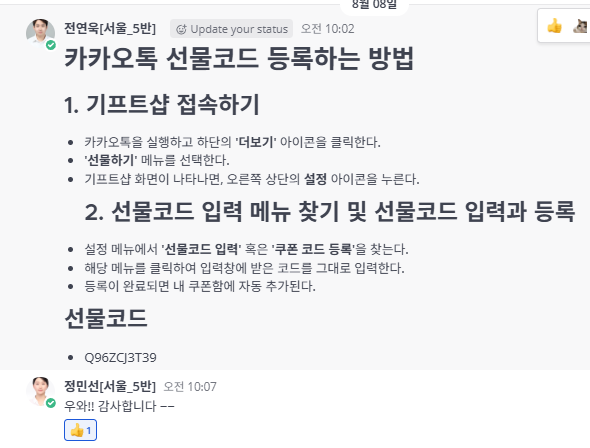 8월 08일
전연욱[서울_5반] Update your status 오전 10:02
카카오톡 선물코드 등록하는 방법
1. 기프트샵 접속하기
카카오톡을 실행하고 하단의 '더보기' 아이콘을 클릭한다.
'선물하기' 메뉴를 선택한다.
기프트샵 화면이 나타나면, 오른쪽 상단의 설정 아이콘을 누른다.
2. 선물코드 입력 메뉴 찾기 및 선물코드 입력과 등록
설정 메뉴에서 '선물코드 입력' 혹은 '쿠폰 코드 등록'을 찾는다.
해당 메뉴를 클릭하여 입력창에 받은 코드를 그대로 입력한다.
등록이 완료되면 내 쿠폰함에 자동 추가된다.
선물코드
Q96ZCJ3T39
정민선[서울_5반] 오전 10:07
우와!! 감사합니다 ~~
1